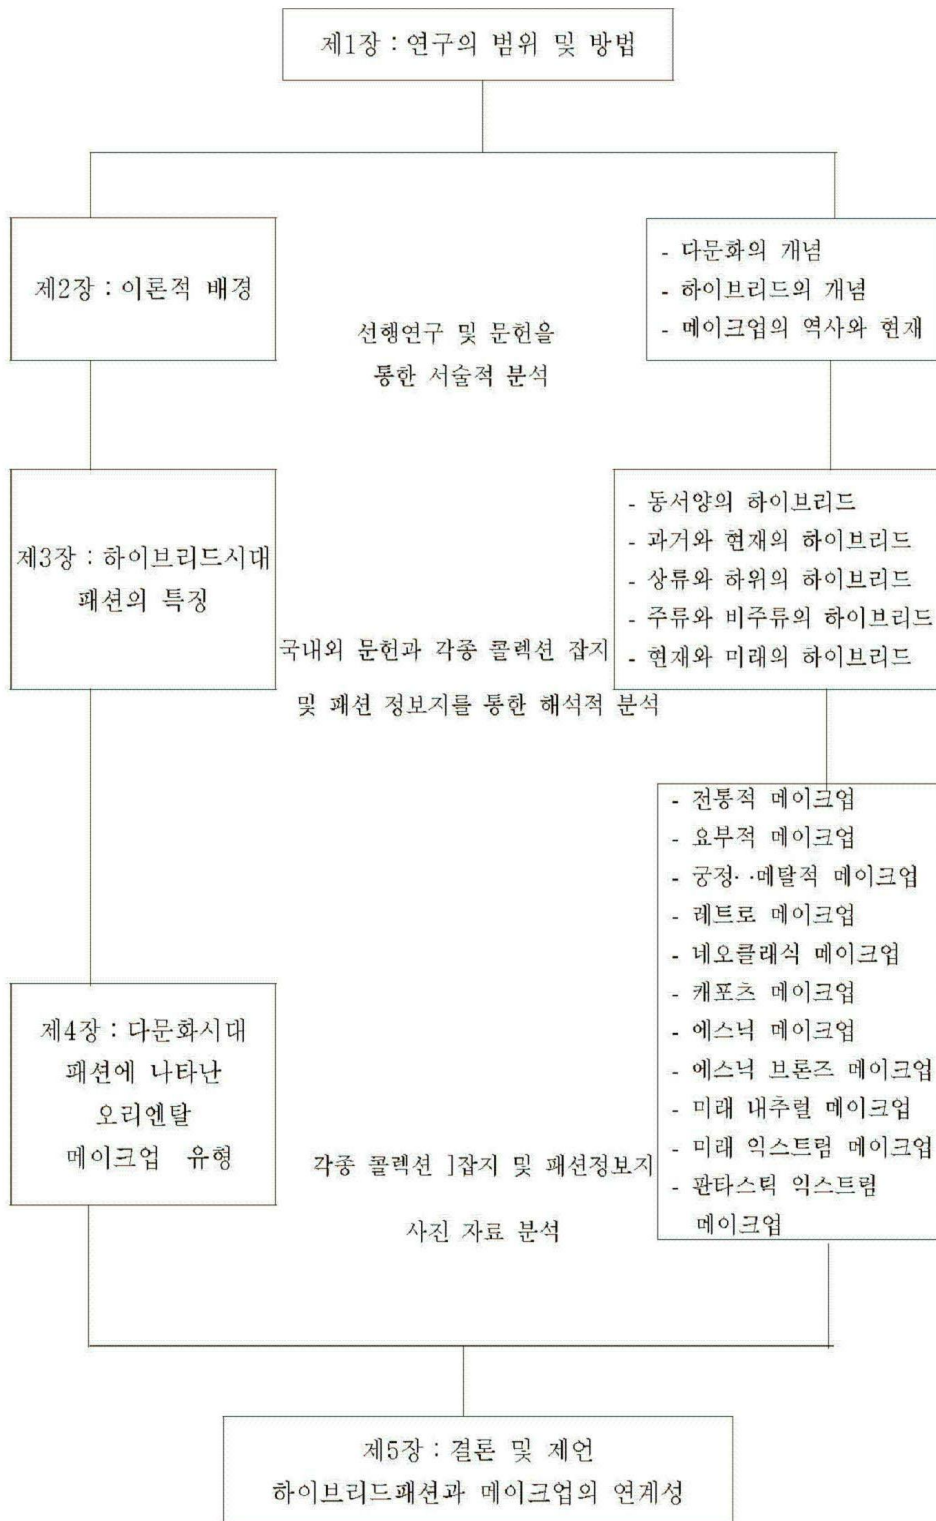 제1장 : 연구의 범위 및 방법
제2장 : 이론적 배경
선행연구 및 문헌을
통한 서술적 분석
- 다문화의 개념
- 하이브리드의 개념
- 메이크업의 역사와 현재
제3장 : 하이브리드시대
패션의 특징
국내외 문헌과 각종 콜렉션 잡지
및 패션 정보지를 통한 해석적 분석
- 동서양의 하이브리드
- 과거와 현재의 하이브리드
- 상류와 하위의 하이브리드
- 주류와 비주류의 하이브리드
- 현재와 미래의 하이브리드
제4장 : 다문화시대
패션에 나타난
오리엔탈
메이크업 유형
각종 콜렉션 ]잡지 및 패션정보지
사진 자료 분석
- 전통적 메이크업
- 요부적 메이크업
- 궁정··메탈적 메이크업
- 레트로 메이크업
- 네오클래식 메이크업
- 캐포츠 메이크업
- 에스닉 메이크업
- 에스닉 브론즈 메이크업
- 미래 내추럴 메이크업
- 미래 익스트림 메이크업
- 판타스틱 익스트림
메이크업
제5장 : 결론 및 제언
하이브리드패션과 메이크업의 연계성